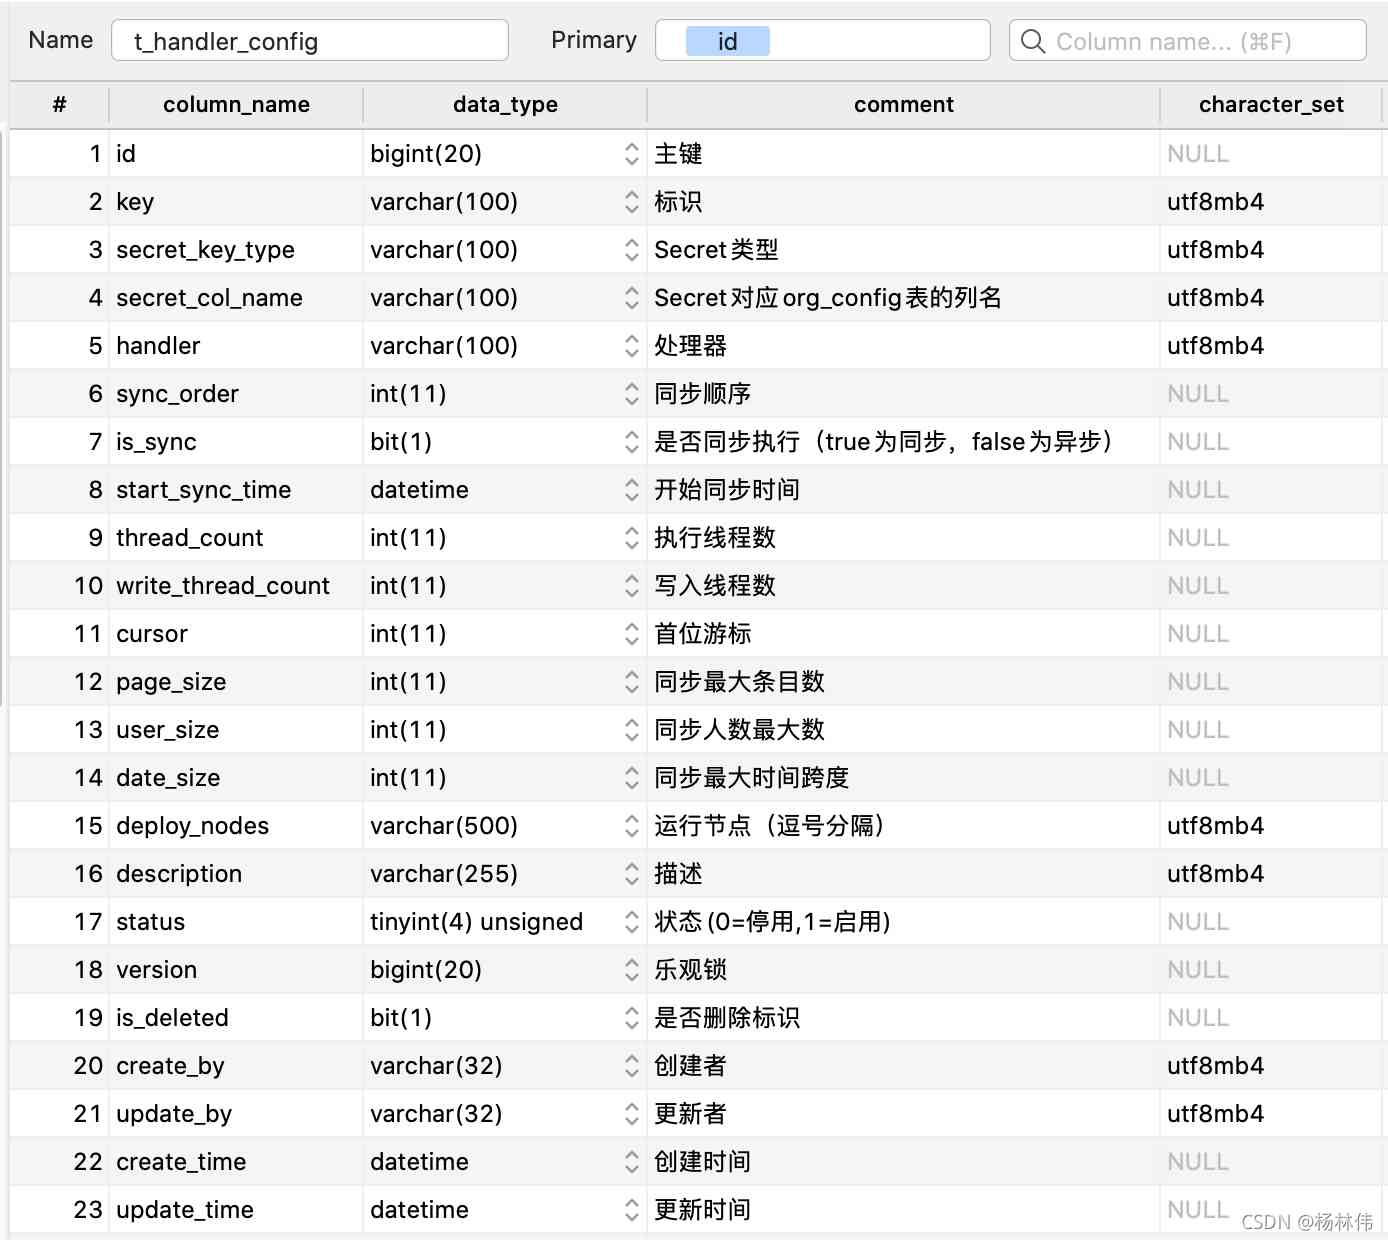 Name t_handler_config Primary id Column name... (⌘F)
# column_name data_type comment character_set
1 id bigint(20) 主键 NULL
2 key varchar(100) 标识 utf8mb4
3 secret_key_type varchar(100) Secret类型 utf8mb4
4 secret_col_name varchar(100) Secret对应org_config表的列名 utf8mb4
5 handler varchar(100) 处理器 utf8mb4
6 sync_order int(11) 同步顺序 NULL
7 is_sync bit(1) 是否同步执行（true为同步，false为异步） NULL
8 start_sync_time datetime 开始同步时间 NULL
9 thread_count int(11) 执行线程数 NULL
10 write_thread_count int(11) 写入线程数 NULL
11 cursor int(11) 首位游标 NULL
12 page_size int(11) 同步最大条目数 NULL
13 user_size int(11) 同步人数最大数 NULL
14 date_size int(11) 同步最大时间跨度 NULL
15 deploy_nodes varchar(500) 运行节点（逗号分隔） utf8mb4
16 description varchar(255) 描述 utf8mb4
17 status tinyint(4) unsigned 状态(0=停用,1=启用) NULL
18 version bigint(20) 乐观锁 NULL
19 is_deleted bit(1) 是否删除标识 NULL
20 create_by varchar(32) 创建者 utf8mb4
21 update_by varchar(32) 更新者 utf8mb4
22 create_time datetime 创建时间 NULL
23 update_time datetime 更新时间 NULL
CSDN @杨林伟